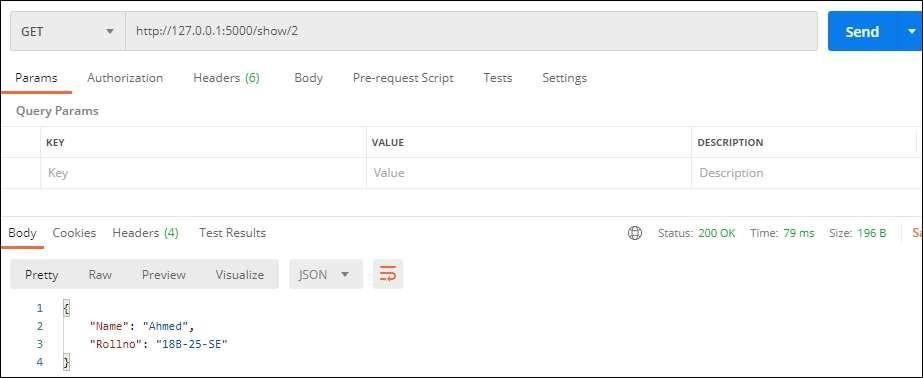 GET http://127.0.0.1:5000/show/2 Send
Params Authorization Headers (6) Body Pre-request Script Tests Settings
Query Params
KEY VALUE DESCRIPTION
Key Value Description
Body Cookies Headers (4) Test Results Status: 200 OK Time: 79 ms Size: 196 B Sa
Pretty Raw Preview Visualize JSON
1 {
2 "Name": "Ahmed",
3 "Rollno": "18B-25-SE"
4 }